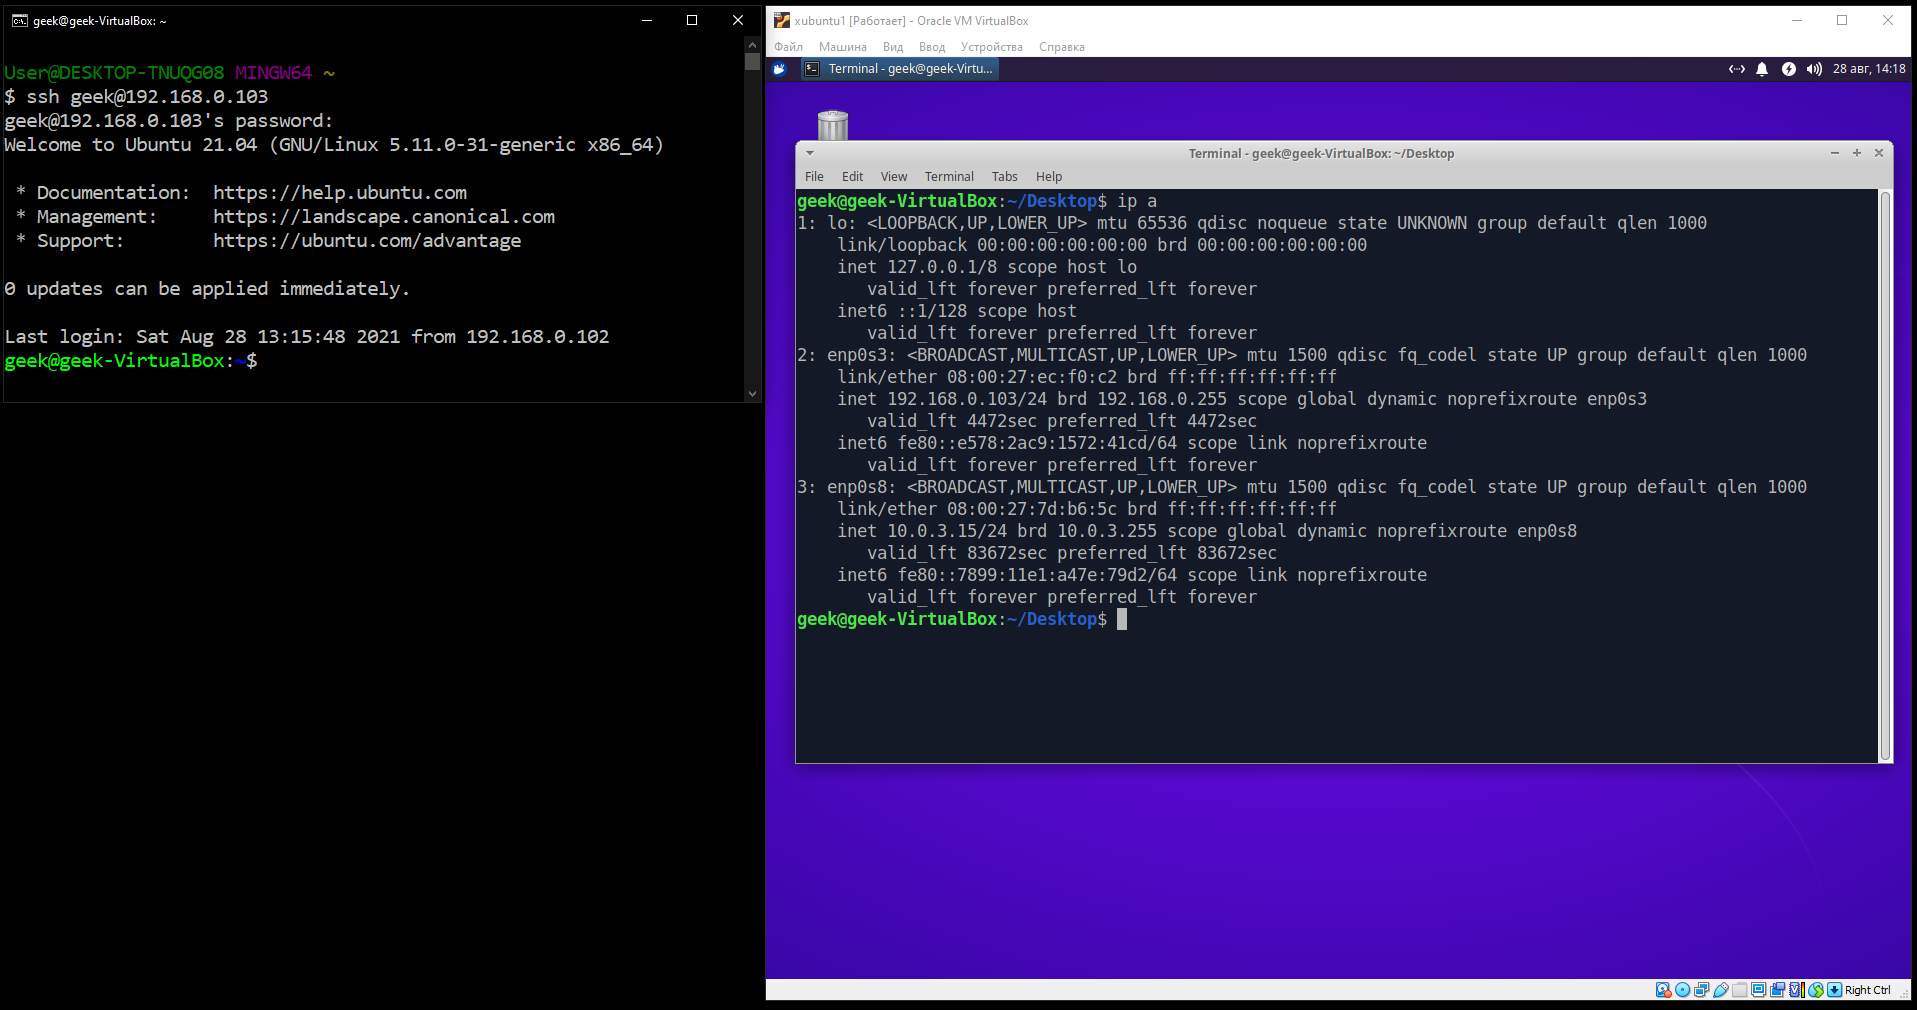 geek@geek-VirtualBox: ~
User@DESKTOP-TNUQG08 MINGW64 ~
$ ssh geek@192.168.0.103
geek@192.168.0.103's password:
Welcome to Ubuntu 21.04 (GNU/Linux 5.11.0-31-generic x86_64)
* Documentation:  https://help.ubuntu.com
* Management:     https://landscape.canonical.com
* Support:        https://ubuntu.com/advantage
0 updates can be applied immediately.
Last login: Sat Aug 28 13:15:48 2021 from 192.168.0.102
geek@geek-VirtualBox:~$
xubuntu1 [Работает] - Oracle VM VirtualBox
Файл Машина Вид Ввод Устройства Справка
Terminal - geek@geek-Virtu... 28 авг, 14:18
Terminal - geek@geek-VirtualBox: ~/Desktop
File Edit View Terminal Tabs Help
geek@geek-VirtualBox:~/Desktop$ ip a
1: lo: <LOOPBACK,UP,LOWER_UP> mtu 65536 qdisc noqueue state UNKNOWN group default qlen 1000
link/loopback 00:00:00:00:00:00 brd 00:00:00:00:00:00
inet 127.0.0.1/8 scope host lo
valid_lft forever preferred_lft forever
inet6 ::1/128 scope host
valid_lft forever preferred_lft forever
2: enp0s3: <BROADCAST,MULTICAST,UP,LOWER_UP> mtu 1500 qdisc fq_codel state UP group default qlen 1000
link/ether 08:00:27:ec:f0:c2 brd ff:ff:ff:ff:ff:ff
inet 192.168.0.103/24 brd 192.168.0.255 scope global dynamic noprefixroute enp0s3
valid_lft 4472sec preferred_lft 4472sec
inet6 fe80::e578:2ac9:1572:41cd/64 scope link noprefixroute
valid_lft forever preferred_lft forever
3: enp0s8: <BROADCAST,MULTICAST,UP,LOWER_UP> mtu 1500 qdisc fq_codel state UP group default qlen 1000
link/ether 08:00:27:7d:b6:5c brd ff:ff:ff:ff:ff:ff
inet 10.0.3.15/24 brd 10.0.3.255 scope global dynamic noprefixroute enp0s8
valid_lft 83672sec preferred_lft 83672sec
inet6 fe80::7899:11e1:a47e:79d2/64 scope link noprefixroute
valid_lft forever preferred_lft forever
geek@geek-VirtualBox:~/Desktop$
Right Ctrl